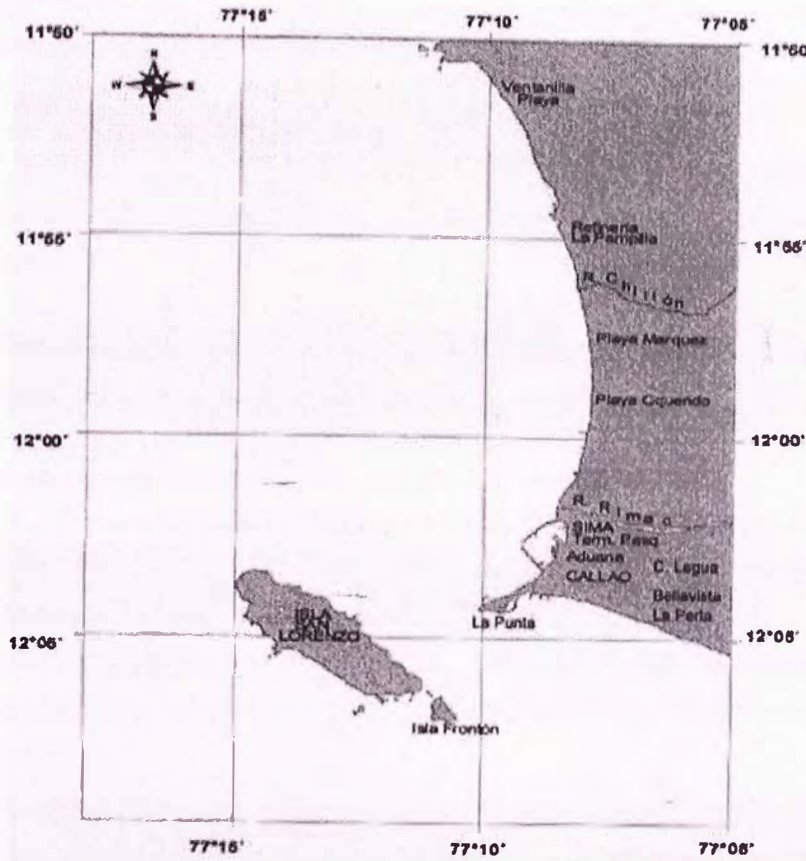 77°15' 77°10' 77°05'
11°50' 11°50'
N
W E
S
Ventanilla
Playa
11°55' 11°55'
Refinería
La Pampilla
R. Chillón
Playa Marquez
Playa Oquendo
12°00' 12°00'
R. Rímac
SIMA
Term. Pesq
Aduana
CALLAO
C. Legua
Bellavista
La Perla
La Punta
ISLA
SAN
LORENZO
12°05' 12°05'
Isla Frontón
77°15' 77°10' 77°05'